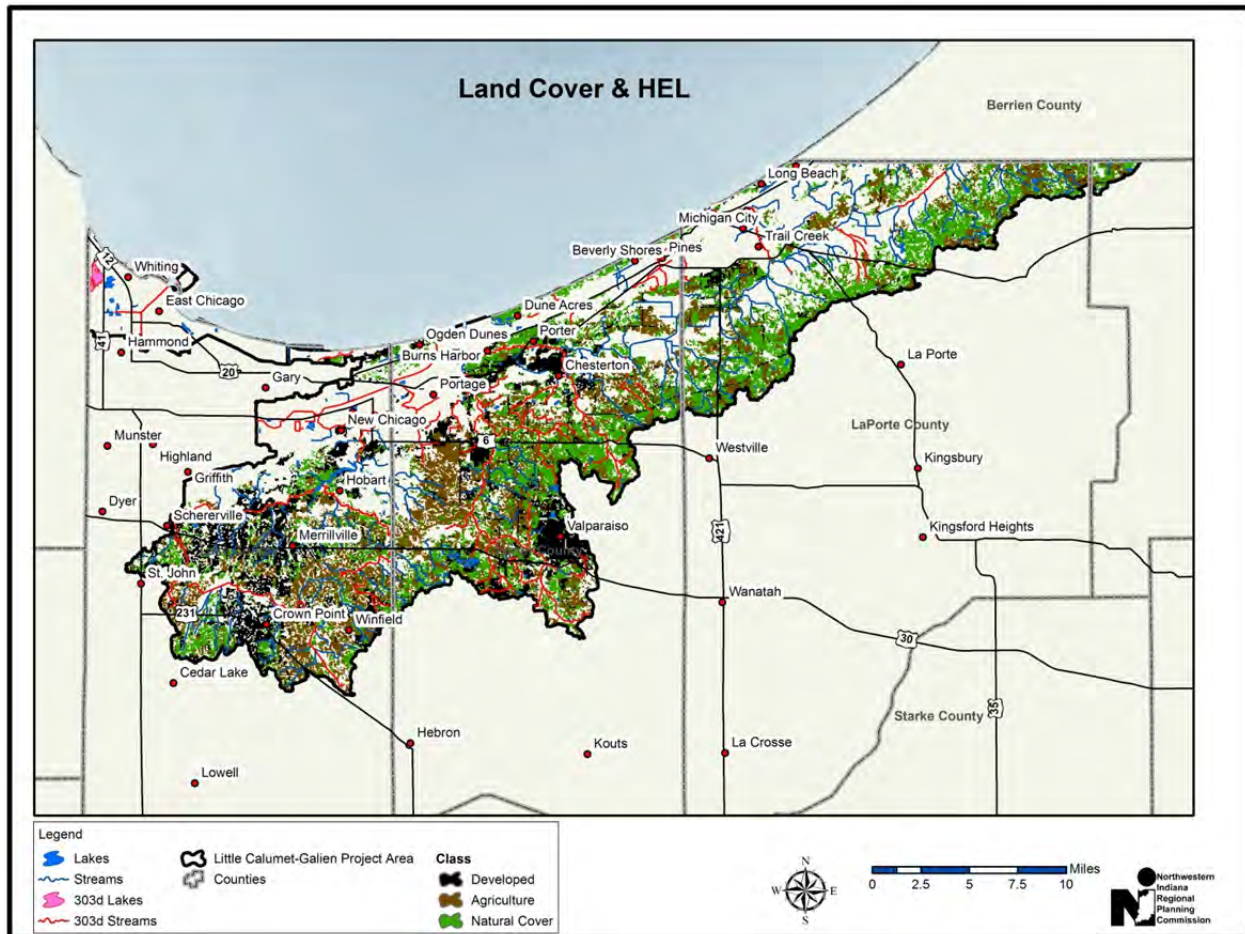 Land Cover & HEL
Berrien County
Long Beach
Michigan City
Trail Creek
Beverly Shores
Pines
12
Whiting
East Chicago
Dune Acres
41
Hammond
Ogden Dunes
Porter
Burns Harbor
Chesterton
La Porte
20
Gary
Portage
New Chicago
LaPorte County
Munster
6
Westville
Highland
Kingsbury
Griffith
Hobart
Dyer
Schererville
Valparaiso
421
Kingsford Heights
Merrillville
County
St. John
Wanatah
231
Crown Point
Winfield
30
Cedar Lake
35
Starke County
Hebron
Kouts
La Crosse
Lowell
Legend
Lakes
Streams
303d Lakes
303d Streams
Little Calumet-Galien Project Area
Counties
Class
Developed
Agriculture
Natural Cover
N
W E
S
Miles
0 2.5 5 7.5 10
Northwestern
Indiana
Regional
Planning
Commission